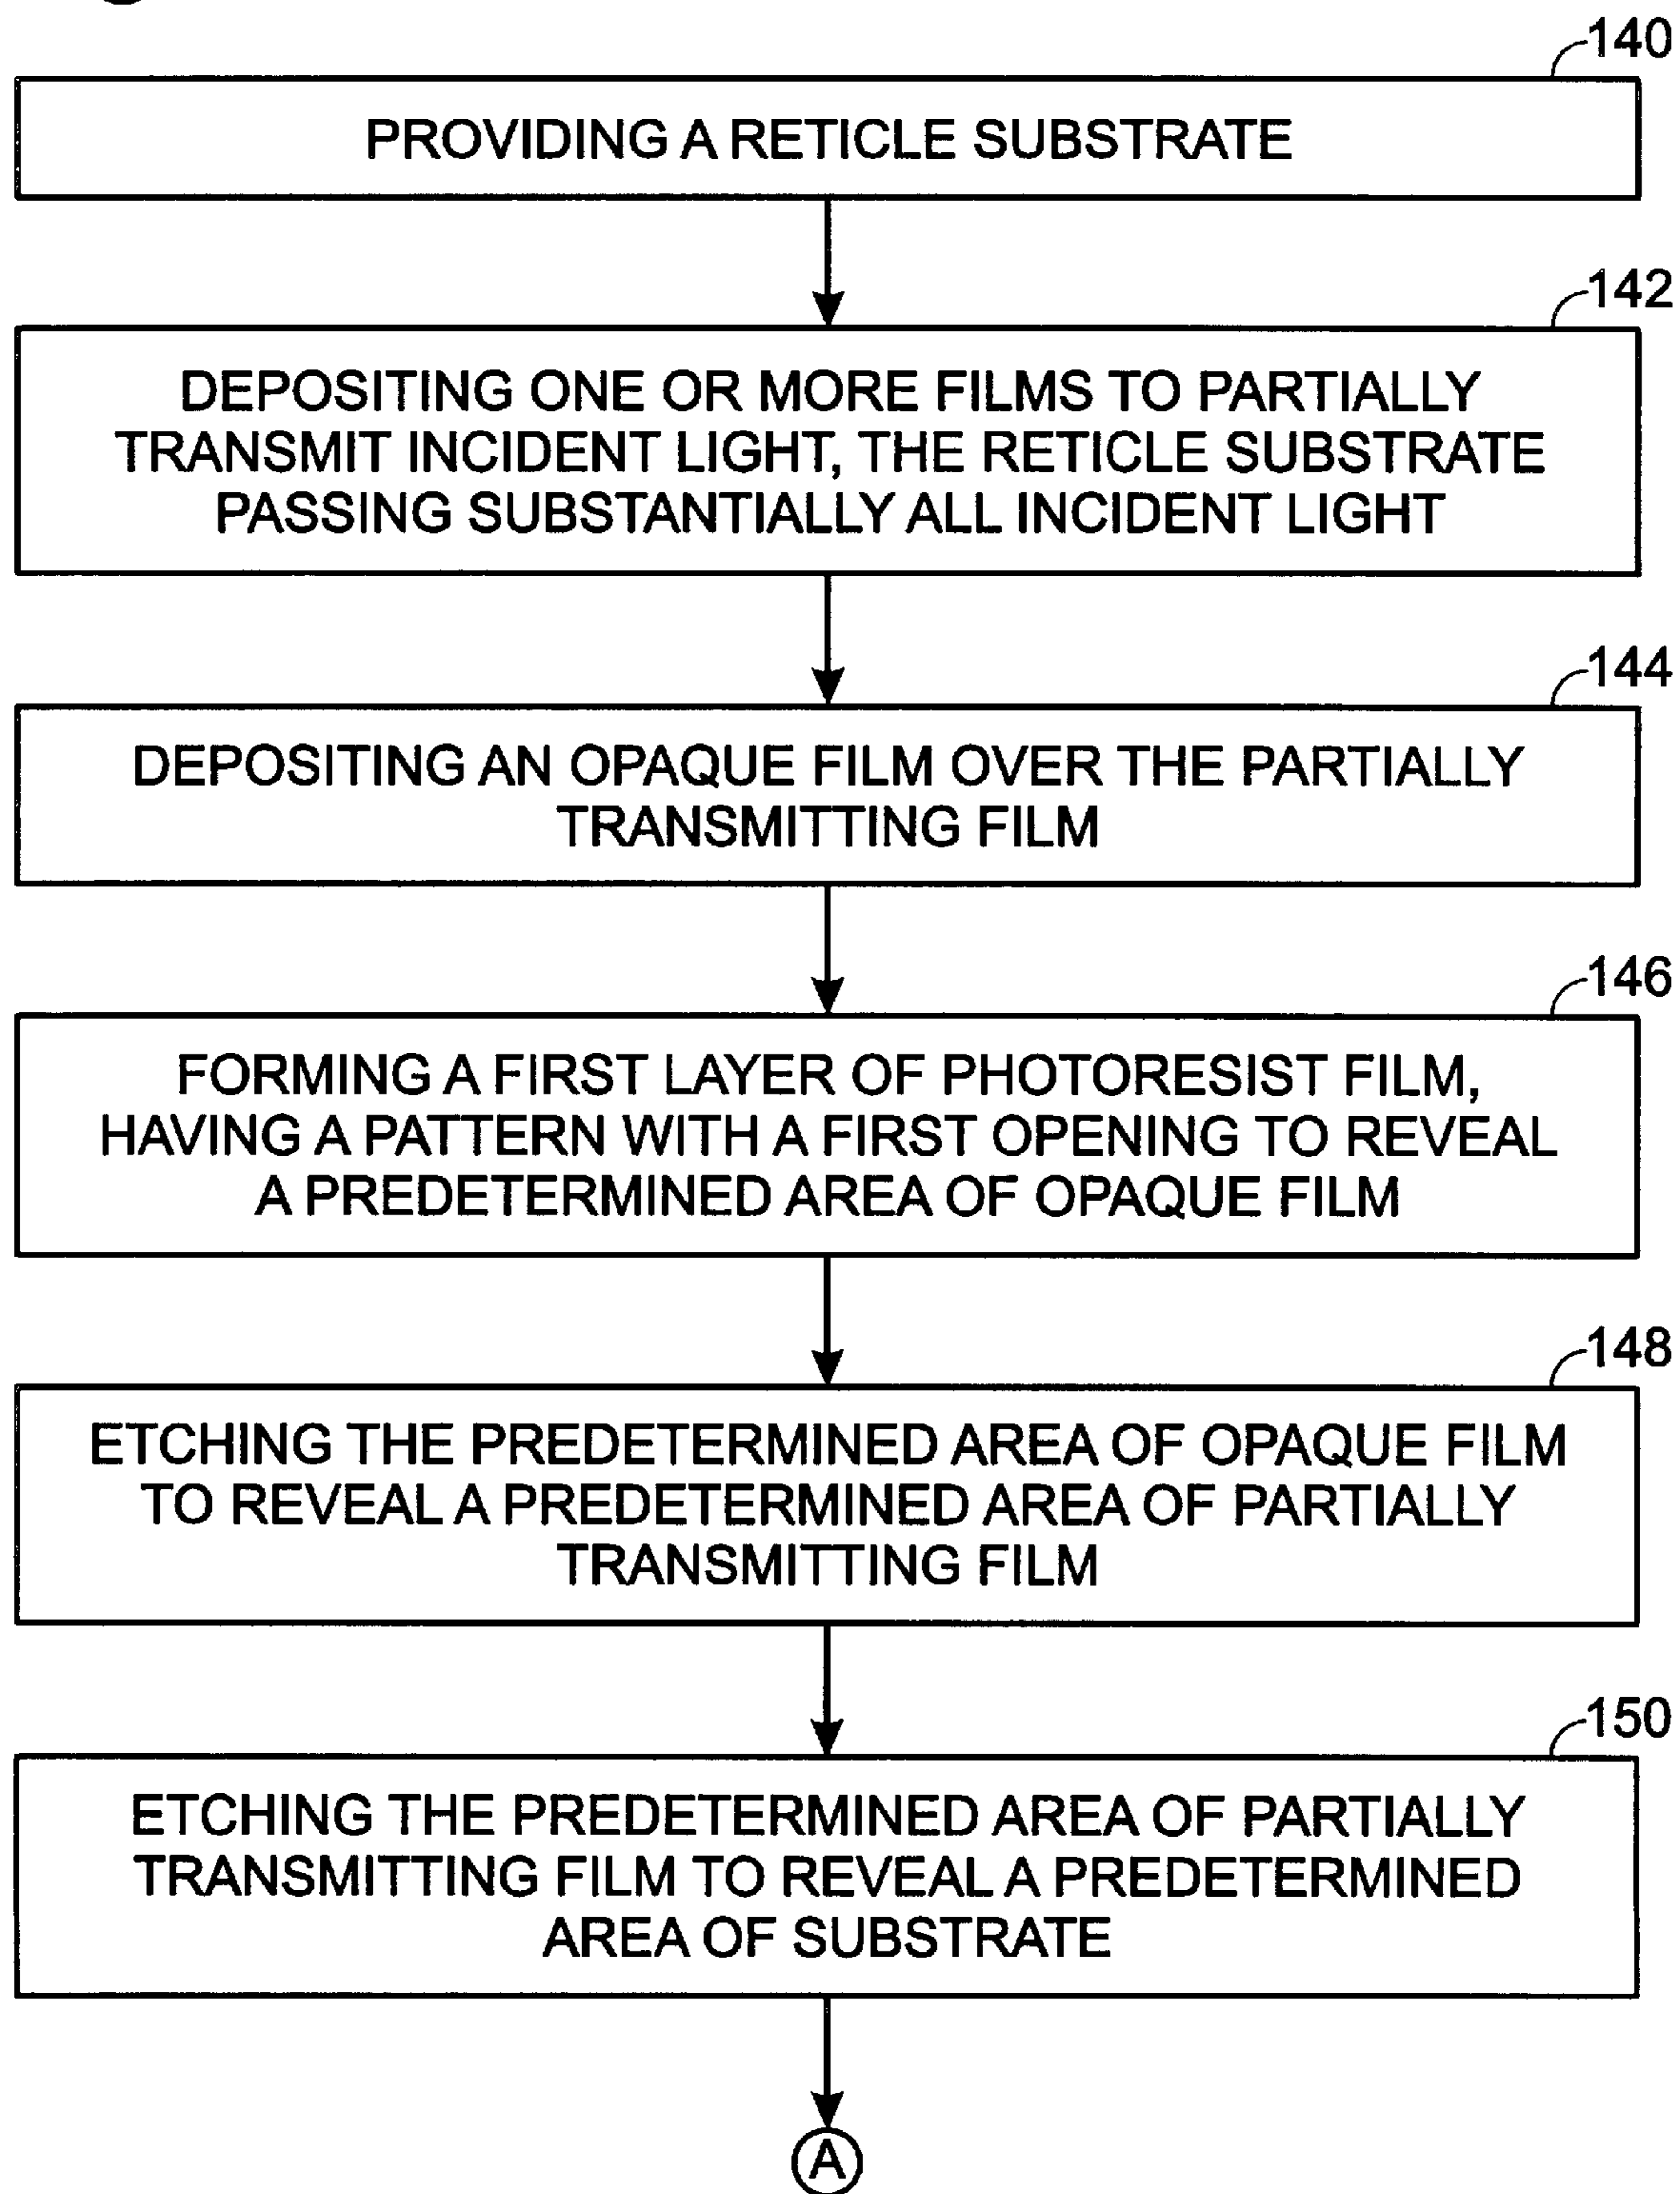 140
PROVIDING A RETICLE SUBSTRATE
142
DEPOSITING ONE OR MORE FILMS TO PARTIALLY
TRANSMIT INCIDENT LIGHT, THE RETICLE SUBSTRATE
PASSING SUBSTANTIALLY ALL INCIDENT LIGHT
144
DEPOSITING AN OPAQUE FILM OVER THE PARTIALLY
TRANSMITTING FILM
146
FORMING A FIRST LAYER OF PHOTORESIST FILM,
HAVING A PATTERN WITH A FIRST OPENING TO REVEAL
A PREDETERMINED AREA OF OPAQUE FILM
148
ETCHING THE PREDETERMINED AREA OF OPAQUE FILM
TO REVEAL A PREDETERMINED AREA OF PARTIALLY
TRANSMITTING FILM
150
ETCHING THE PREDETERMINED AREA OF PARTIALLY
TRANSMITTING FILM TO REVEAL A PREDETERMINED
AREA OF SUBSTRATE
A